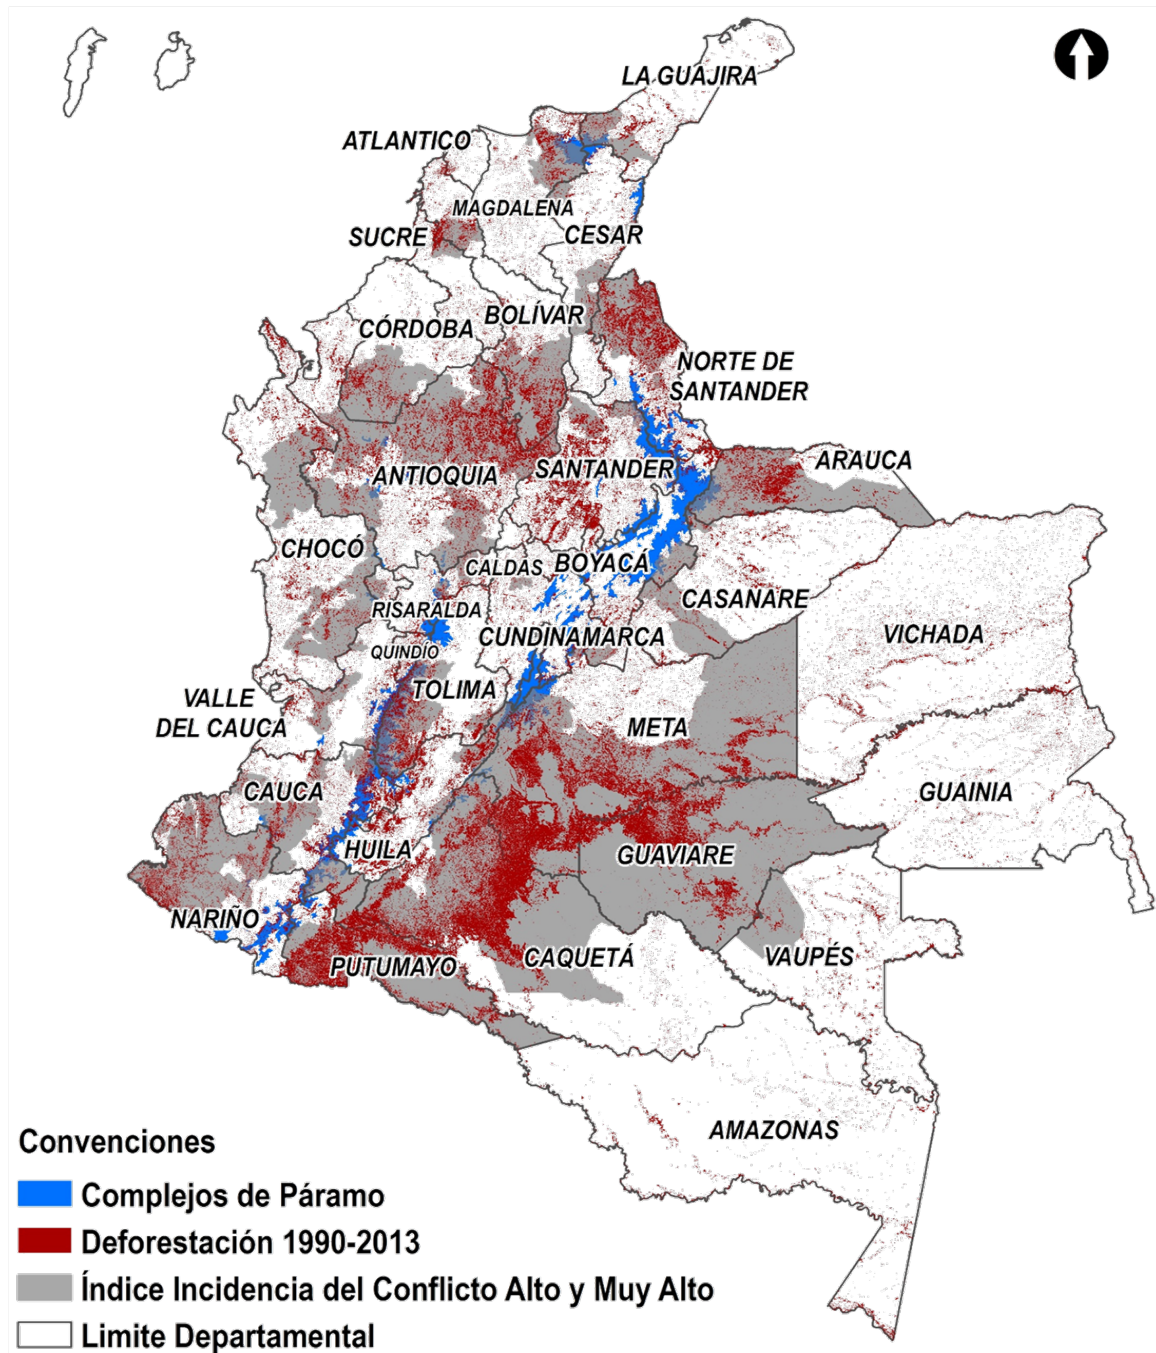 LA GUAJIRA
ATLANTICO
MAGDALENA
SUCRE
CESAR
BOLÍVAR
CÓRDOBA
NORTE DE
SANTANDER
ARAUCA
SANTANDER
ANTIOQUIA
CHOCÓ
CALDAS
BOYACÁ
CASANARE
RISARALDA
CUNDINAMARCA
VICHADA
QUINDÍO
TOLIMA
VALLE
DEL CAUCA
META
CAUCA
GUAINIA
HUILA
GUAVIARE
NARIÑO
PUTUMAYO
CAQUETÁ
VAUPÉS
AMAZONAS
Convenciones
Complejos de Páramo
Deforestación 1990-2013
Índice Incidencia del Conflicto Alto y Muy Alto
Limite Departamental